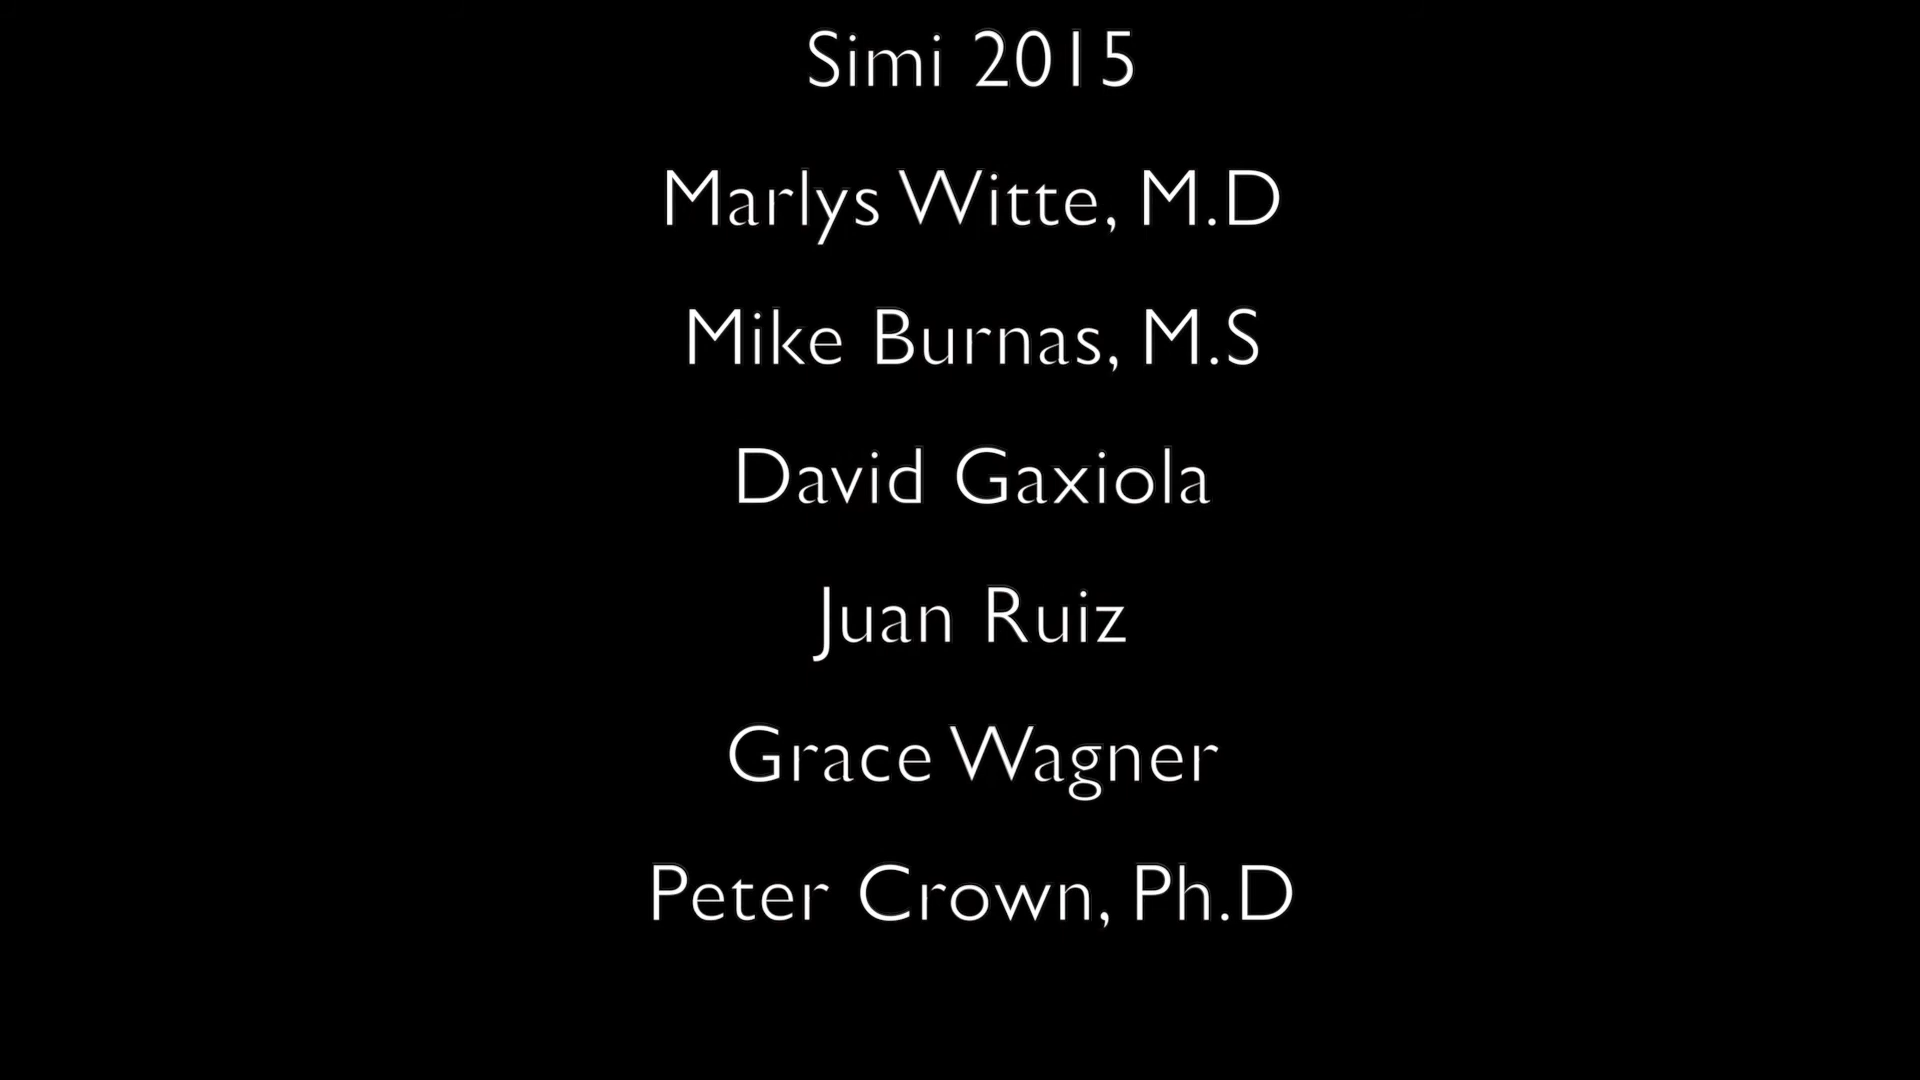 Simi 2015
Marlys Witte, M.D
Mike Burnas, M.S
David Gaxiola
Juan Ruiz
Grace Wagner
Peter Crown, Ph.D